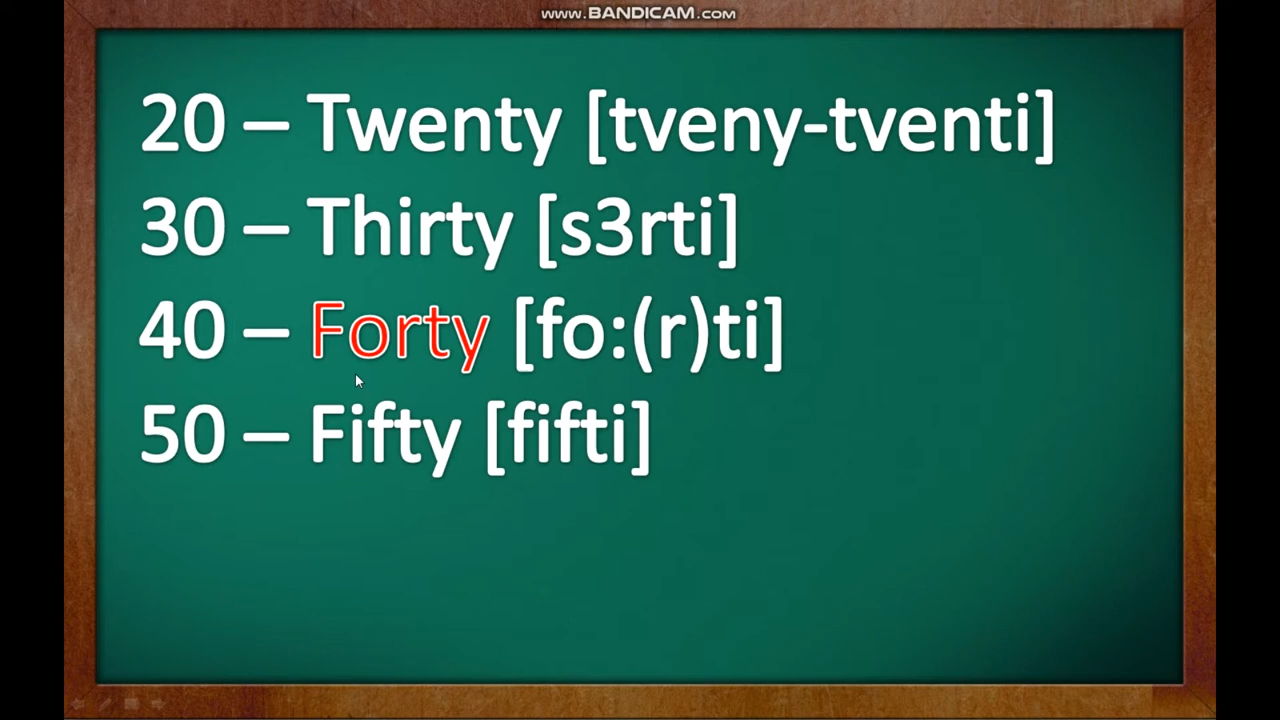 www.BANDICAM.com
20 – Twenty [tveny-tventi]
30 – Thirty [s3rti]
40 – Forty [fo:(r)ti]
50 – Fifty [fifti]